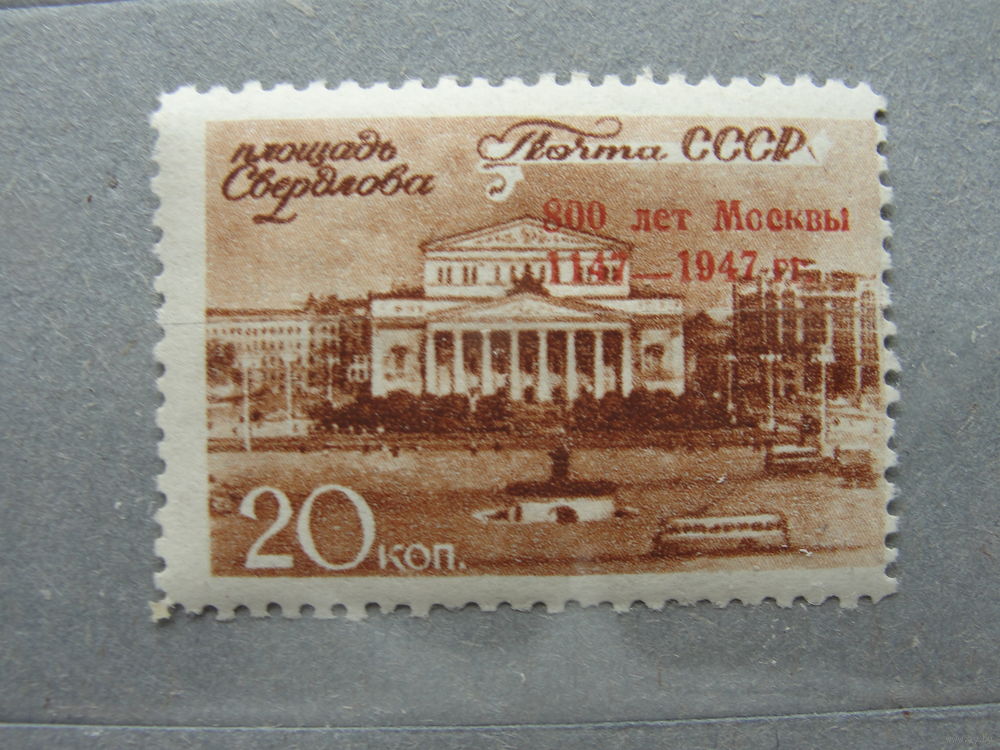 площадь
Свердлова
Почта СССР
800 лет Москвы
1147—1947 гг.
20 коп.